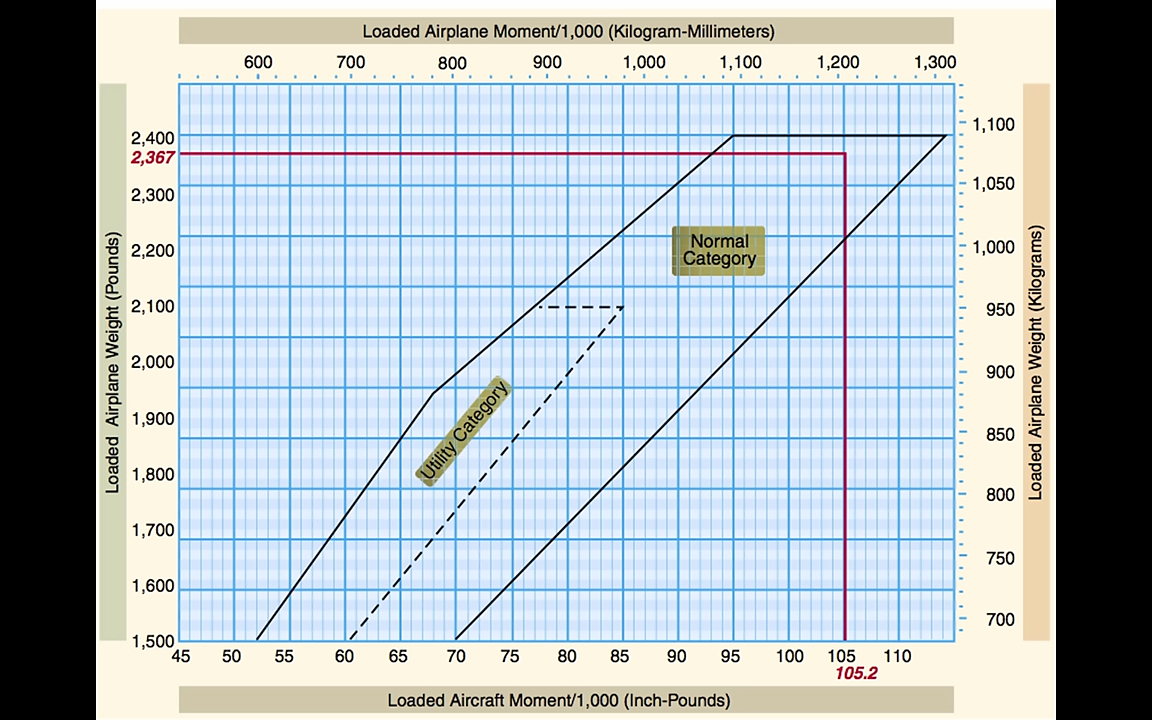 Loaded Airplane Moment/1,000 (Kilogram-Millimeters)
600 700 800 900 1,000 1,100 1,200 1,300
Loaded Airplane Weight (Pounds)
2,400
2,367
2,300
2,200
2,100
2,000
1,900
1,800
1,700
1,600
1,500
Normal
Category
Utility Category
1,100
1,050
1,000
950
900
850
800
750
700
Loaded Airplane Weight (Kilograms)
45 50 55 60 65 70 75 80 85 90 95 100 105 110
105.2
Loaded Aircraft Moment/1,000 (Inch-Pounds)